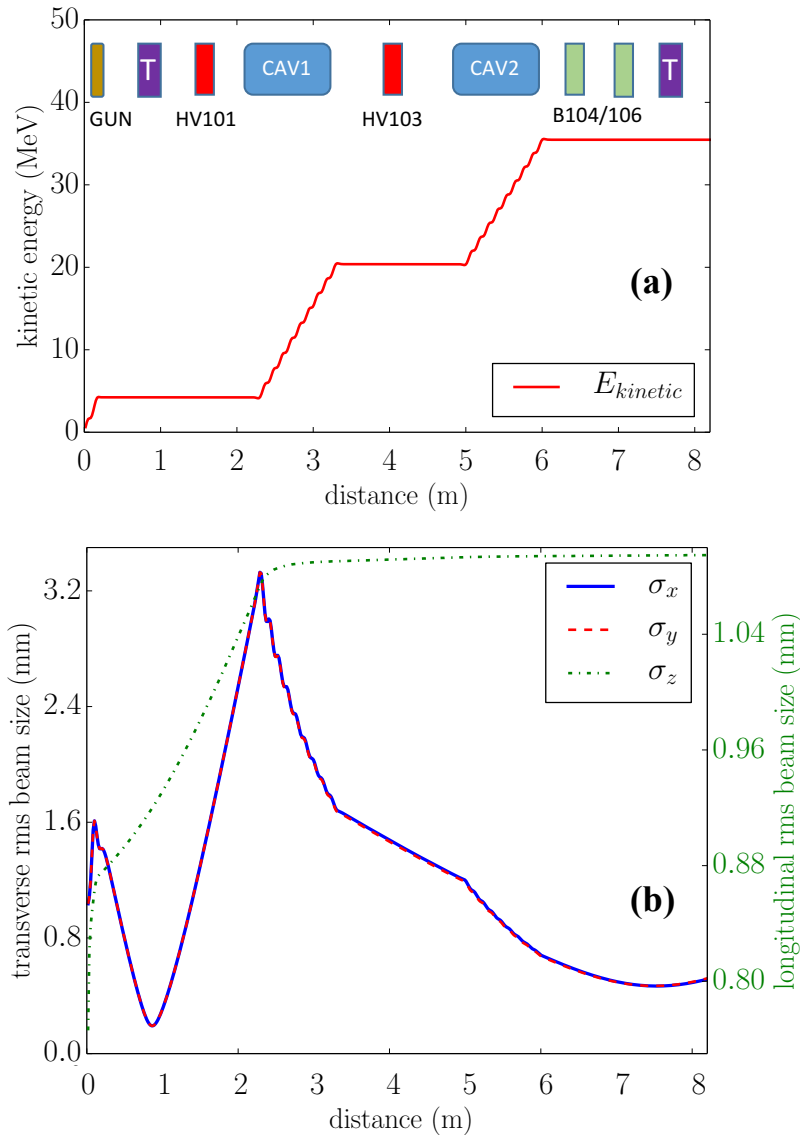 50
40
30
20
10
0
kinetic energy (MeV)
T
CAV1
CAV2
T
GUN
HV101
HV103
B104/106
(a)
E_kinetic
0 1 2 3 4 5 6 7 8
distance (m)
3.2
2.4
1.6
0.8
0.0
transverse rms beam size (mm)
σ_x
σ_y
σ_z
(b)
1.04
0.96
0.88
0.80
longitudinal rms beam size (mm)
0 1 2 3 4 5 6 7 8
distance (m)